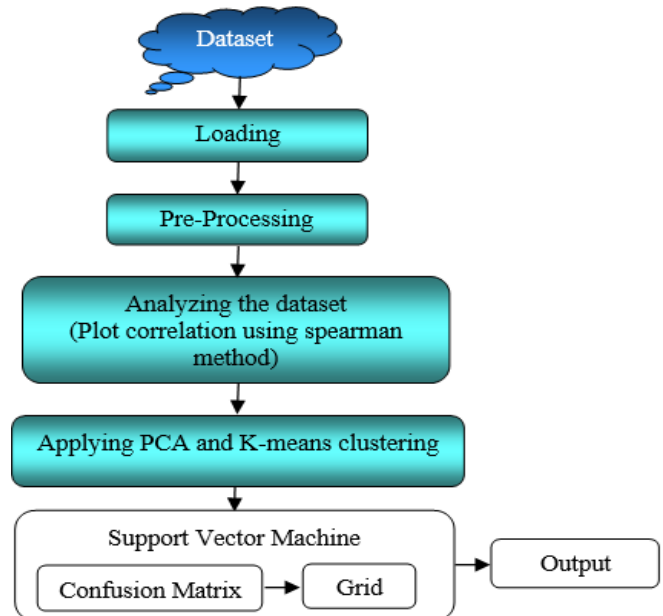 Dataset
Loading
Pre-Processing
Analyzing the dataset
(Plot correlation using spearman
method)
Applying PCA and K-means clustering
Support Vector Machine
Confusion Matrix
Grid
Output